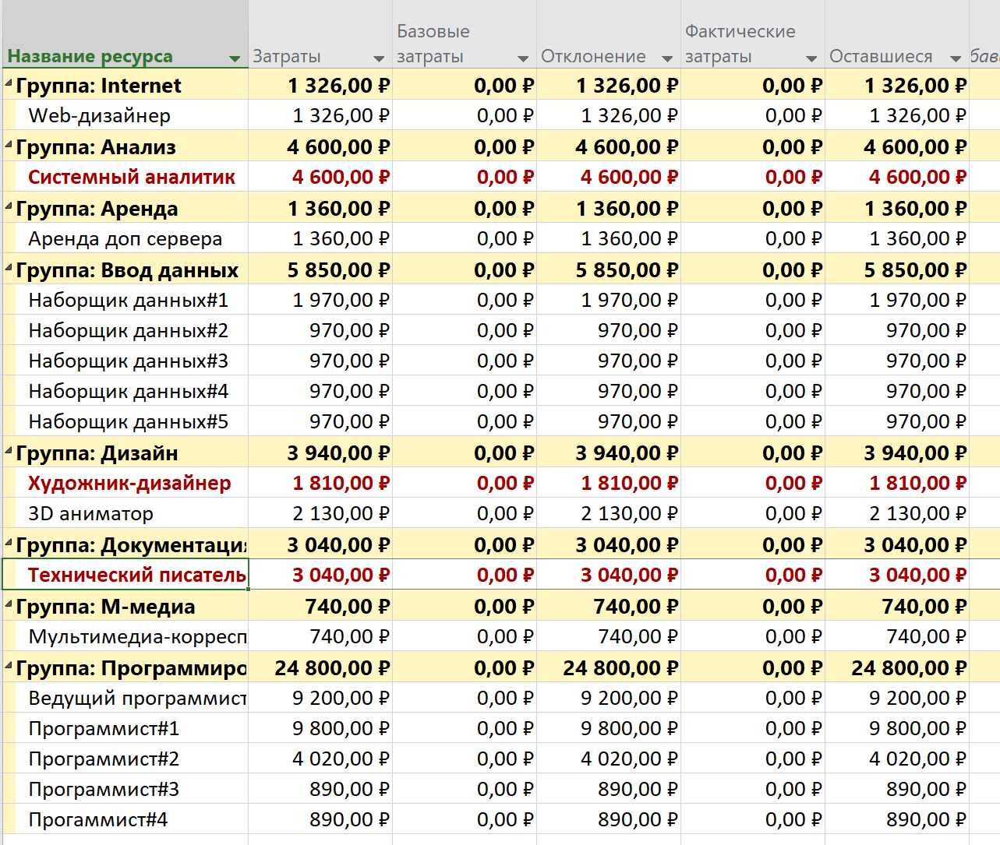 Название ресурса Затраты Базовые затраты Отклонение Фактические затраты Оставшиеся
Группа: Internet 1 326,00 ₽ 0,00 ₽ 1 326,00 ₽ 0,00 ₽ 1 326,00 ₽
Web-дизайнер 1 326,00 ₽ 0,00 ₽ 1 326,00 ₽ 0,00 ₽ 1 326,00 ₽
Группа: Анализ 4 600,00 ₽ 0,00 ₽ 4 600,00 ₽ 0,00 ₽ 4 600,00 ₽
Системный аналитик 4 600,00 ₽ 0,00 ₽ 4 600,00 ₽ 0,00 ₽ 4 600,00 ₽
Группа: Аренда 1 360,00 ₽ 0,00 ₽ 1 360,00 ₽ 0,00 ₽ 1 360,00 ₽
Аренда доп сервера 1 360,00 ₽ 0,00 ₽ 1 360,00 ₽ 0,00 ₽ 1 360,00 ₽
Группа: Ввод данных 5 850,00 ₽ 0,00 ₽ 5 850,00 ₽ 0,00 ₽ 5 850,00 ₽
Наборщик данных#1 1 970,00 ₽ 0,00 ₽ 1 970,00 ₽ 0,00 ₽ 1 970,00 ₽
Наборщик данных#2 970,00 ₽ 0,00 ₽ 970,00 ₽ 0,00 ₽ 970,00 ₽
Наборщик данных#3 970,00 ₽ 0,00 ₽ 970,00 ₽ 0,00 ₽ 970,00 ₽
Наборщик данных#4 970,00 ₽ 0,00 ₽ 970,00 ₽ 0,00 ₽ 970,00 ₽
Наборщик данных#5 970,00 ₽ 0,00 ₽ 970,00 ₽ 0,00 ₽ 970,00 ₽
Группа: Дизайн 3 940,00 ₽ 0,00 ₽ 3 940,00 ₽ 0,00 ₽ 3 940,00 ₽
Художник-дизайнер 1 810,00 ₽ 0,00 ₽ 1 810,00 ₽ 0,00 ₽ 1 810,00 ₽
3D аниматор 2 130,00 ₽ 0,00 ₽ 2 130,00 ₽ 0,00 ₽ 2 130,00 ₽
Группа: Документация 3 040,00 ₽ 0,00 ₽ 3 040,00 ₽ 0,00 ₽ 3 040,00 ₽
Технический писатель 3 040,00 ₽ 0,00 ₽ 3 040,00 ₽ 0,00 ₽ 3 040,00 ₽
Группа: М-медиа 740,00 ₽ 0,00 ₽ 740,00 ₽ 0,00 ₽ 740,00 ₽
Мультимедиа-корресп 740,00 ₽ 0,00 ₽ 740,00 ₽ 0,00 ₽ 740,00 ₽
Группа: Программиро 24 800,00 ₽ 0,00 ₽ 24 800,00 ₽ 0,00 ₽ 24 800,00 ₽
Ведущий программист 9 200,00 ₽ 0,00 ₽ 9 200,00 ₽ 0,00 ₽ 9 200,00 ₽
Программист#1 9 800,00 ₽ 0,00 ₽ 9 800,00 ₽ 0,00 ₽ 9 800,00 ₽
Программист#2 4 020,00 ₽ 0,00 ₽ 4 020,00 ₽ 0,00 ₽ 4 020,00 ₽
Программист#3 890,00 ₽ 0,00 ₽ 890,00 ₽ 0,00 ₽ 890,00 ₽
Прогаммист#4 890,00 ₽ 0,00 ₽ 890,00 ₽ 0,00 ₽ 890,00 ₽